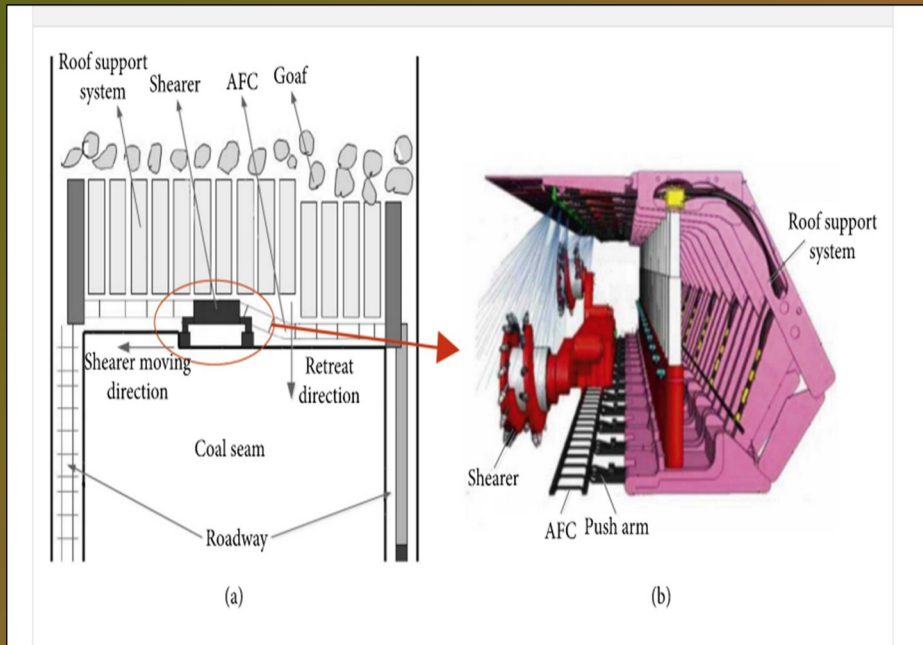 Roof support
system
Shearer
AFC
Goaf
Shearer moving
direction
Retreat
direction
Coal seam
Roadway
(a)
Roof support
system
Shearer
AFC
Push arm
(b)